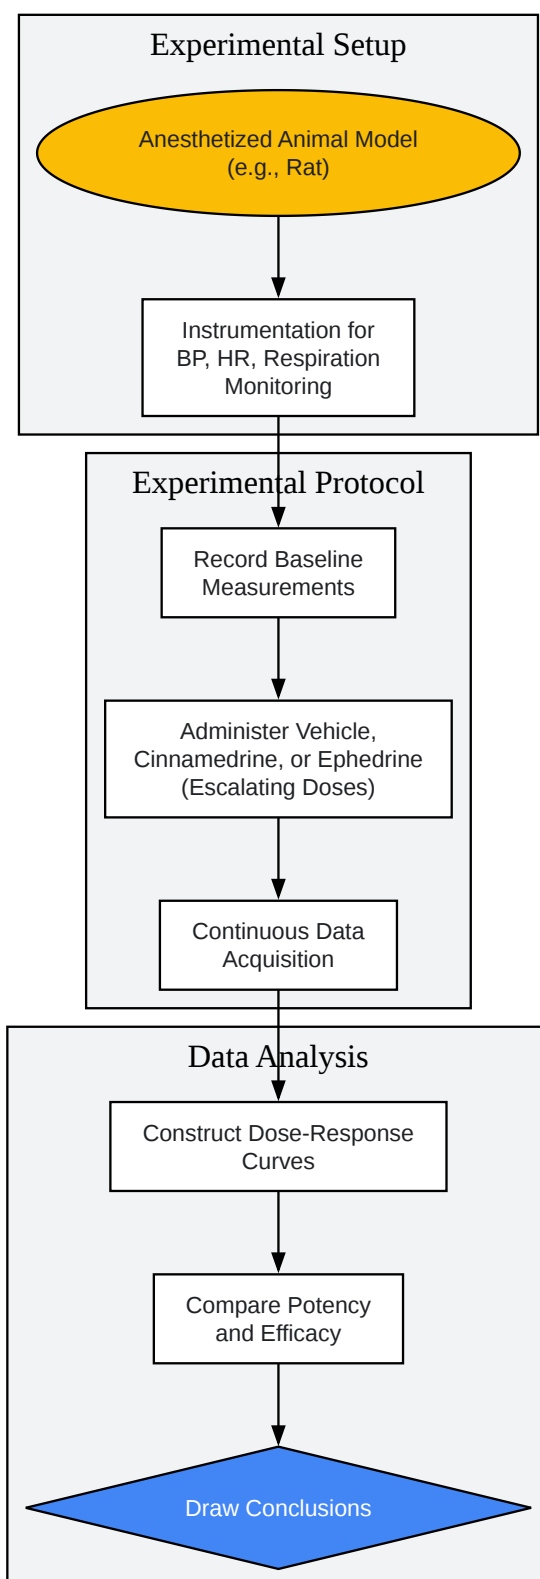 Experimental Setup
Anesthetized Animal Model
(e.g., Rat)
Instrumentation for
BP, HR, Respiration
Monitoring
Experimental Protocol
Record Baseline
Measurements
Administer Vehicle,
Cinnamedrine, or Ephedrine
(Escalating Doses)
Continuous Data
Acquisition
Data Analysis
Construct Dose-Response
Curves
Compare Potency
and Efficacy
Draw Conclusions